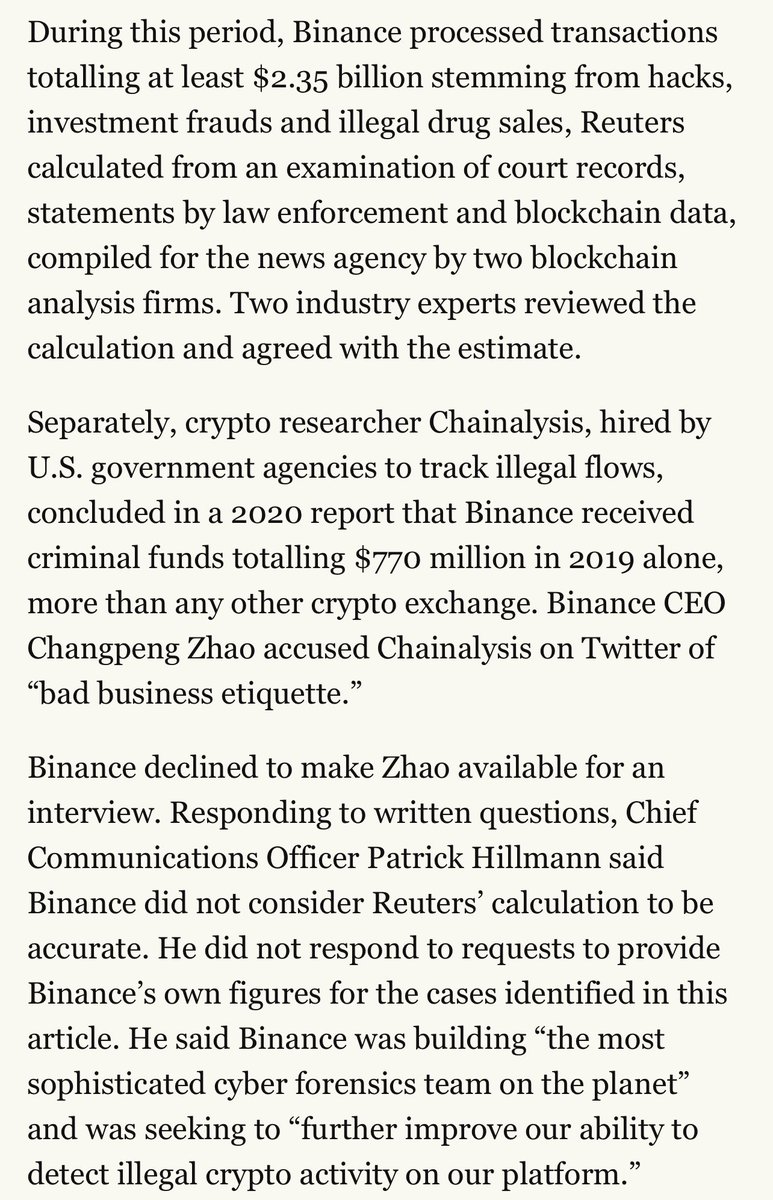 During this period, Binance processed transactions
totalling at least $2.35 billion stemming from hacks,
investment frauds and illegal drug sales, Reuters
calculated from an examination of court records,
statements by law enforcement and blockchain data,
compiled for the news agency by two blockchain
analysis firms. Two industry experts reviewed the
calculation and agreed with the estimate.
Separately, crypto researcher Chainalysis, hired by
U.S. government agencies to track illegal flows,
concluded in a 2020 report that Binance received
criminal funds totalling $770 million in 2019 alone,
more than any other crypto exchange. Binance CEO
Changpeng Zhao accused Chainalysis on Twitter of
“bad business etiquette.”
Binance declined to make Zhao available for an
interview. Responding to written questions, Chief
Communications Officer Patrick Hillmann said
Binance did not consider Reuters’ calculation to be
accurate. He did not respond to requests to provide
Binance’s own figures for the cases identified in this
article. He said Binance was building “the most
sophisticated cyber forensics team on the planet”
and was seeking to “further improve our ability to
detect illegal crypto activity on our platform.”